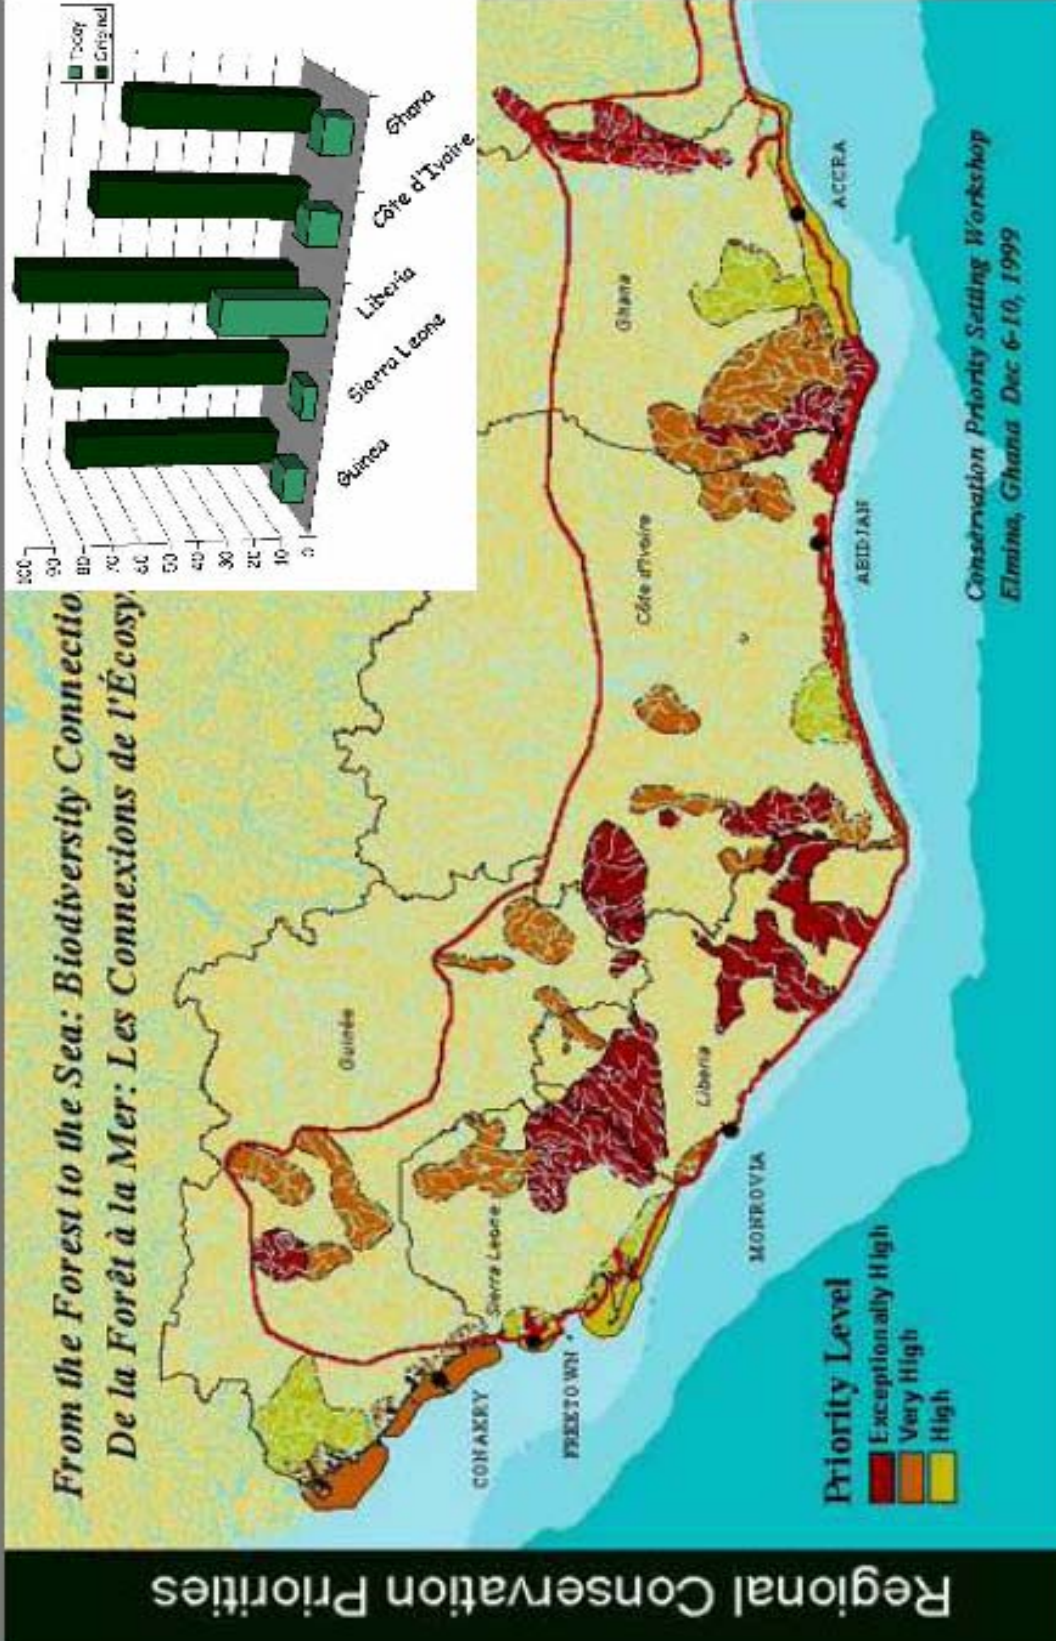 Regional Conservation Priorities
From the Forest to the Sea: Biodiversity Connectio
De la Forêt à la Mer: Les Connexions de l'Écosy
Today
Original
100
90
80
70
60
50
40
30
20
10
0
Guinea
Sierra Leone
Liberia
Côte d'Ivoire
Ghana
Guinée
Sierra Leone
Liberia
Côte d'Ivoire
Ghana
CONAKRY
FREETOWN
MONROVIA
ABIDJAN
ACCRA
Priority Level
Exceptionally High
Very High
High
Conservation Priority Setting Workshop
Elmina, Ghana Dec 6-10, 1999